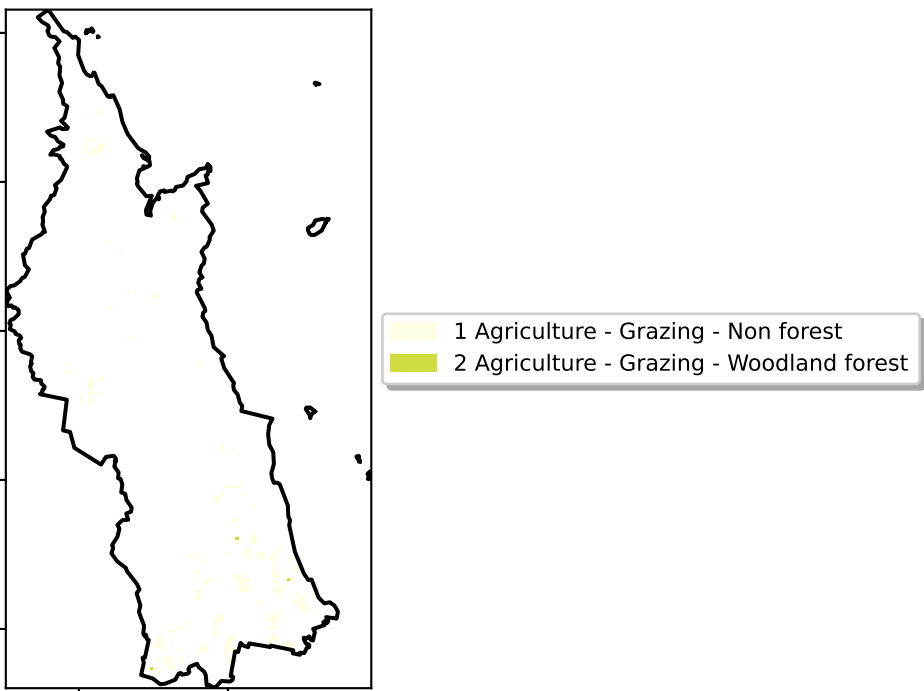 1 Agriculture - Grazing - Non forest
2 Agriculture - Grazing - Woodland forest